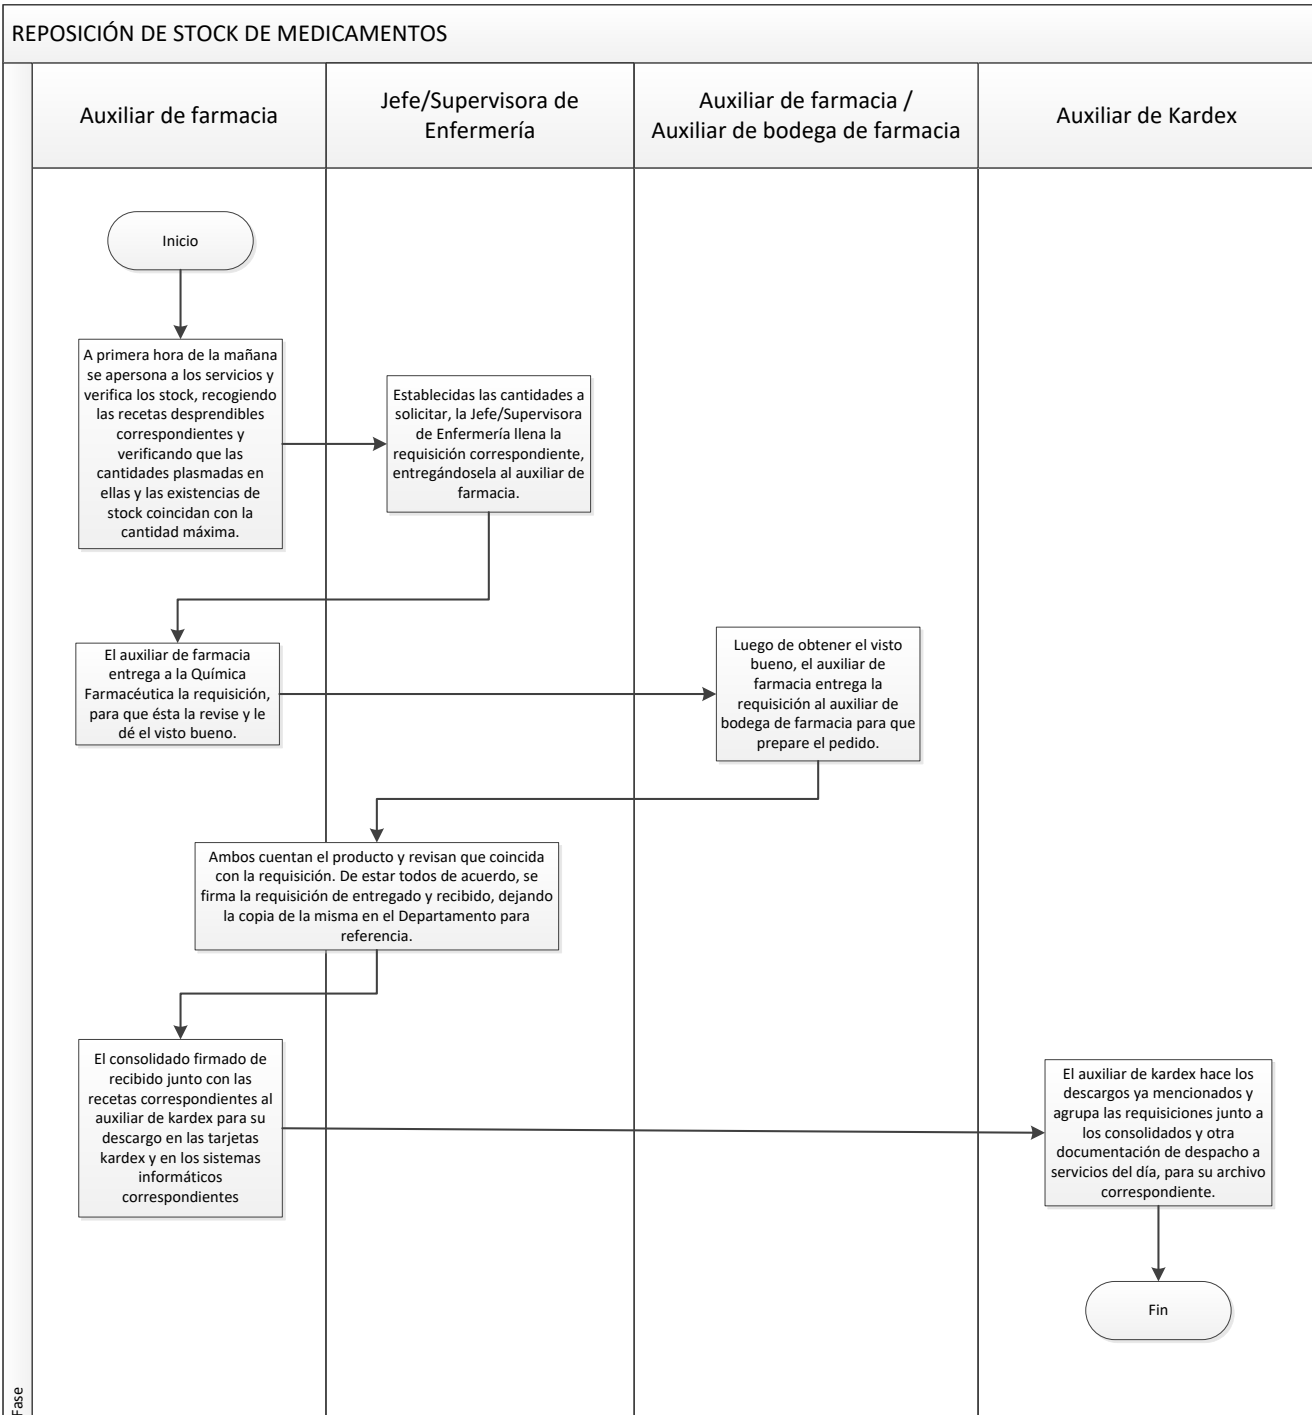 REPOSICIÓN DE STOCK DE MEDICAMENTOS
Auxiliar de farmacia
Jefe/Supervisora de
Enfermería
Auxiliar de farmacia /
Auxiliar de bodega de farmacia
Auxiliar de Kardex
Inicio
A primera hora de la mañana
se apersona a los servicios y
verifica los stock, recogiendo
las recetas desprendibles
correspondientes y
verificando que las
cantidades plasmadas en
ellas y las existencias de
stock coincidan con la
cantidad máxima.
Establecidas las cantidades a
solicitar, la Jefe/Supervisora
de Enfermería llena la
requisición correspondiente,
entregándosela al auxiliar de
farmacia.
El auxiliar de farmacia
entrega a la Química
Farmacéutica la requisición,
para que ésta la revise y le
dé el visto bueno.
Luego de obtener el visto
bueno, el auxiliar de
farmacia entrega la
requisición al auxiliar de
bodega de farmacia para que
prepare el pedido.
Ambos cuentan el producto y revisan que coincida
con la requisición. De estar todos de acuerdo, se
firma la requisición de entregado y recibido, dejando
la copia de la misma en el Departamento para
referencia.
El consolidado firmado de
recibido junto con las
recetas correspondientes al
auxiliar de kardex para su
descargo en las tarjetas
kardex y en los sistemas
informáticos
correspondientes
El auxiliar de kardex hace los
descargos ya mencionados y
agrupa las requisiciones junto a
los consolidados y otra
documentación de despacho a
servicios del día, para su archivo
correspondiente.
Fin
Fase